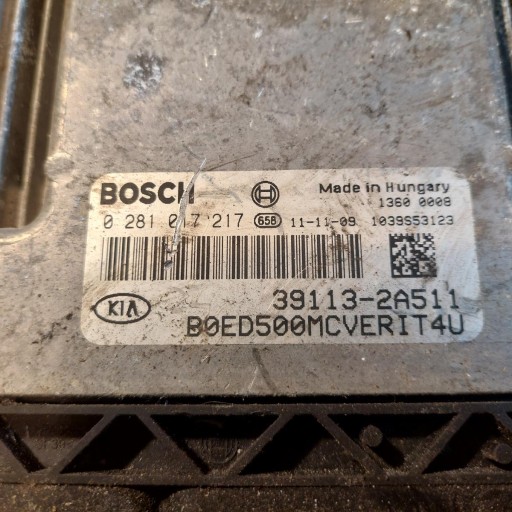 BOSCH Made in Hungary
1360 0008
0 281 017 217 658 11-11-09 1039S53123
39113-2A511
KIA B0ED500MCVERIT4U